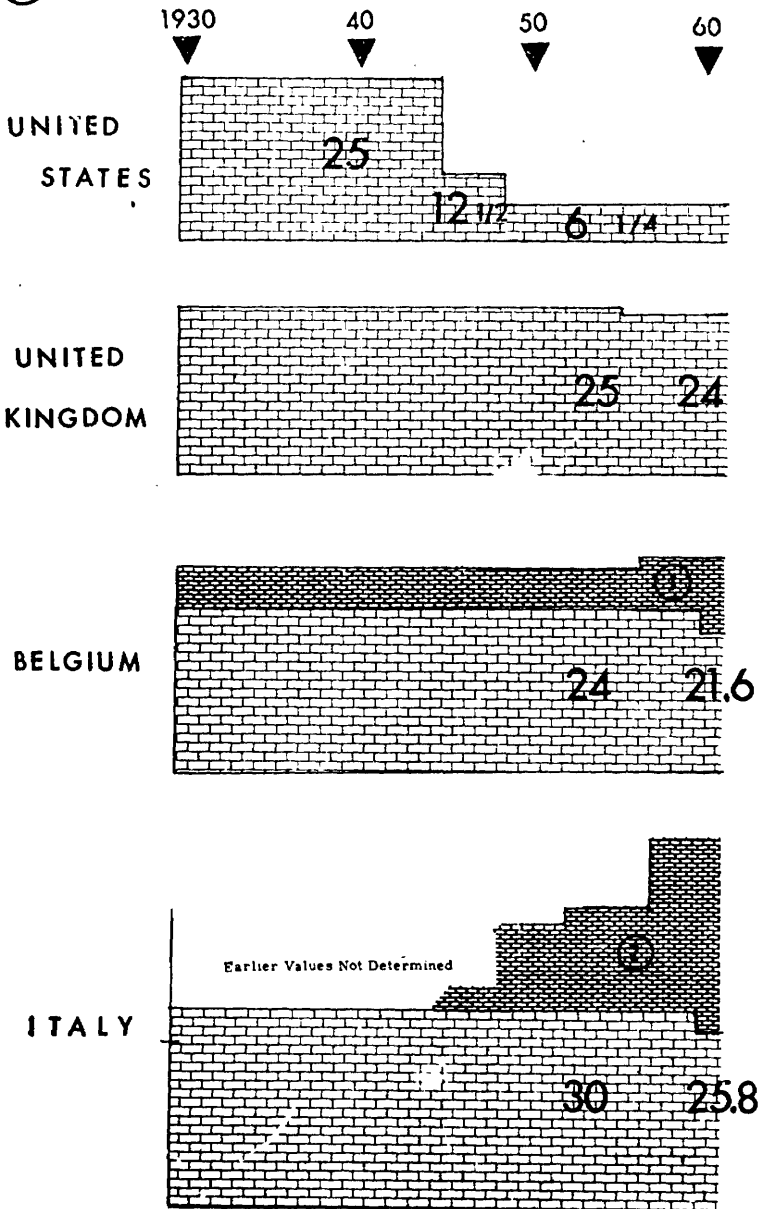 1930 40 50 60
UNITED
STATES
25
12 1/2
6 1/4
UNITED
KINGDOM
25 24
1
BELGIUM
24 21.6
Earlier Values Not Determined
2
ITALY
30 25.8